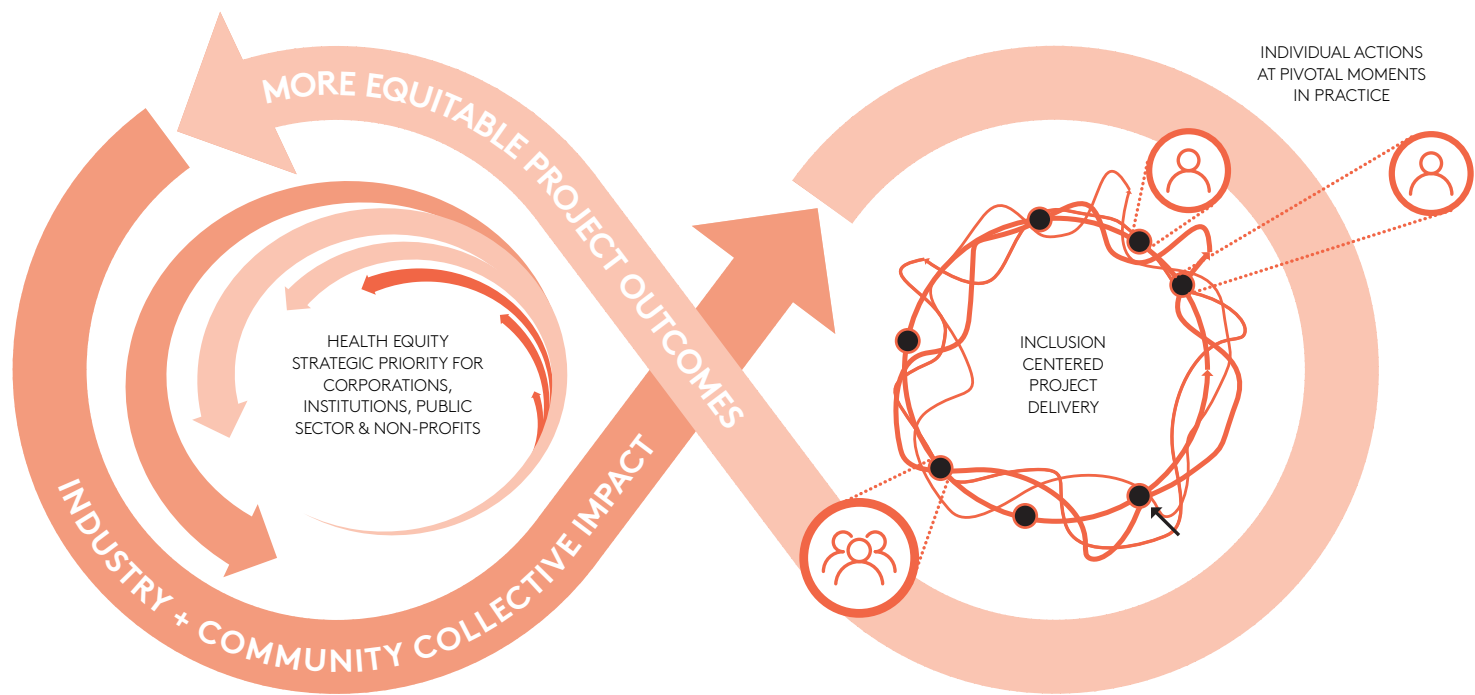 MORE EQUITABLE PROJECT OUTCOMES
INDUSTRY + COMMUNITY COLLECTIVE IMPACT
HEALTH EQUITY
STRATEGIC PRIORITY FOR
CORPORATIONS,
INSTITUTIONS, PUBLIC
SECTOR & NON-PROFITS
INCLUSION
CENTERED
PROJECT
DELIVERY
INDIVIDUAL ACTIONS
AT PIVOTAL MOMENTS
IN PRACTICE